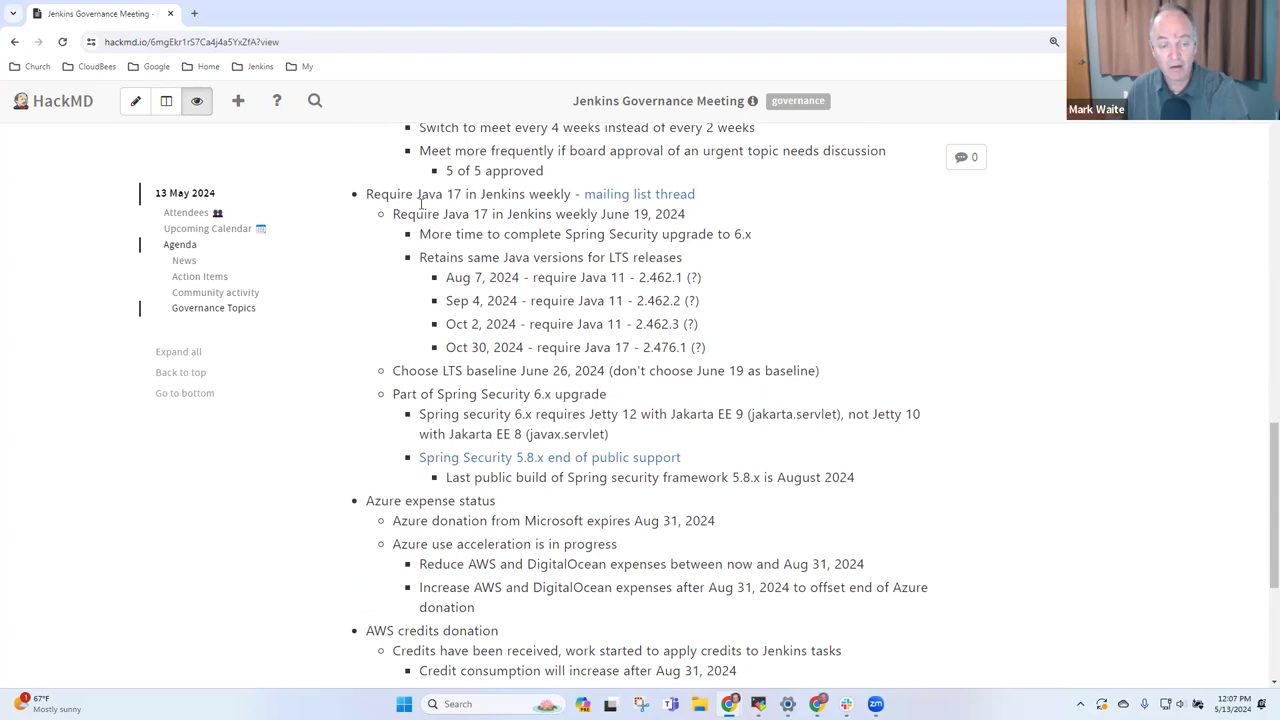 Jenkins Governance Meeting -
hackmd.io/6mgEkr1rS7Ca4j4a5YxZfA?view
Church
CloudBees
Google
Home
Jenkins
My
Mark Waite
HackMD
Jenkins Governance Meeting
governance
Switch to meet every 4 weeks instead of every 2 weeks
Meet more frequently if board approval of an urgent topic needs discussion
5 of 5 approved
0
13 May 2024
Attendees
Upcoming Calendar
Agenda
News
Action Items
Community activity
Governance Topics
Expand all
Back to top
Go to bottom
Require Java 17 in Jenkins weekly - mailing list thread
Require Java 17 in Jenkins weekly June 19, 2024
More time to complete Spring Security upgrade to 6.x
Retains same Java versions for LTS releases
Aug 7, 2024 - require Java 11 - 2.462.1 (?)
Sep 4, 2024 - require Java 11 - 2.462.2 (?)
Oct 2, 2024 - require Java 11 - 2.462.3 (?)
Oct 30, 2024 - require Java 17 - 2.476.1 (?)
Choose LTS baseline June 26, 2024 (don't choose June 19 as baseline)
Part of Spring Security 6.x upgrade
Spring security 6.x requires Jetty 12 with Jakarta EE 9 (jakarta.servlet), not Jetty 10
with Jakarta EE 8 (javax.servlet)
Spring Security 5.8.x end of public support
Last public build of Spring security framework 5.8.x is August 2024
Azure expense status
Azure donation from Microsoft expires Aug 31, 2024
Azure use acceleration is in progress
Reduce AWS and DigitalOcean expenses between now and Aug 31, 2024
Increase AWS and DigitalOcean expenses after Aug 31, 2024 to offset end of Azure
donation
AWS credits donation
Credits have been received, work started to apply credits to Jenkins tasks
Credit consumption will increase after Aug 31, 2024
1
67°F
Mostly sunny
Search
12:07 PM
5/13/2024